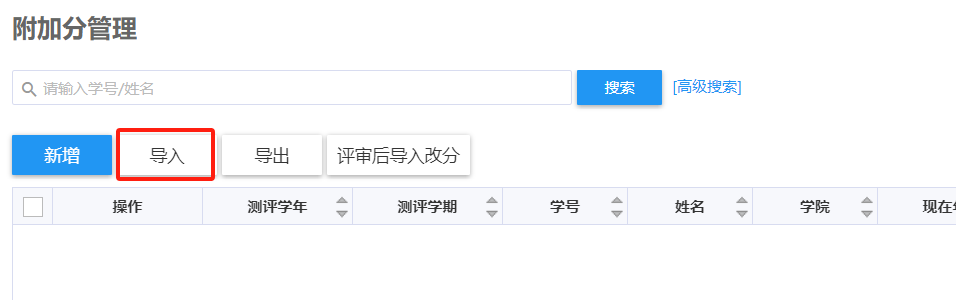 附加分管理
请输入学号/姓名 搜索 [高级搜索]
新增 导入 导出 评审后导入改分
操作 测评学年 测评学期 学号 姓名 学院 现在